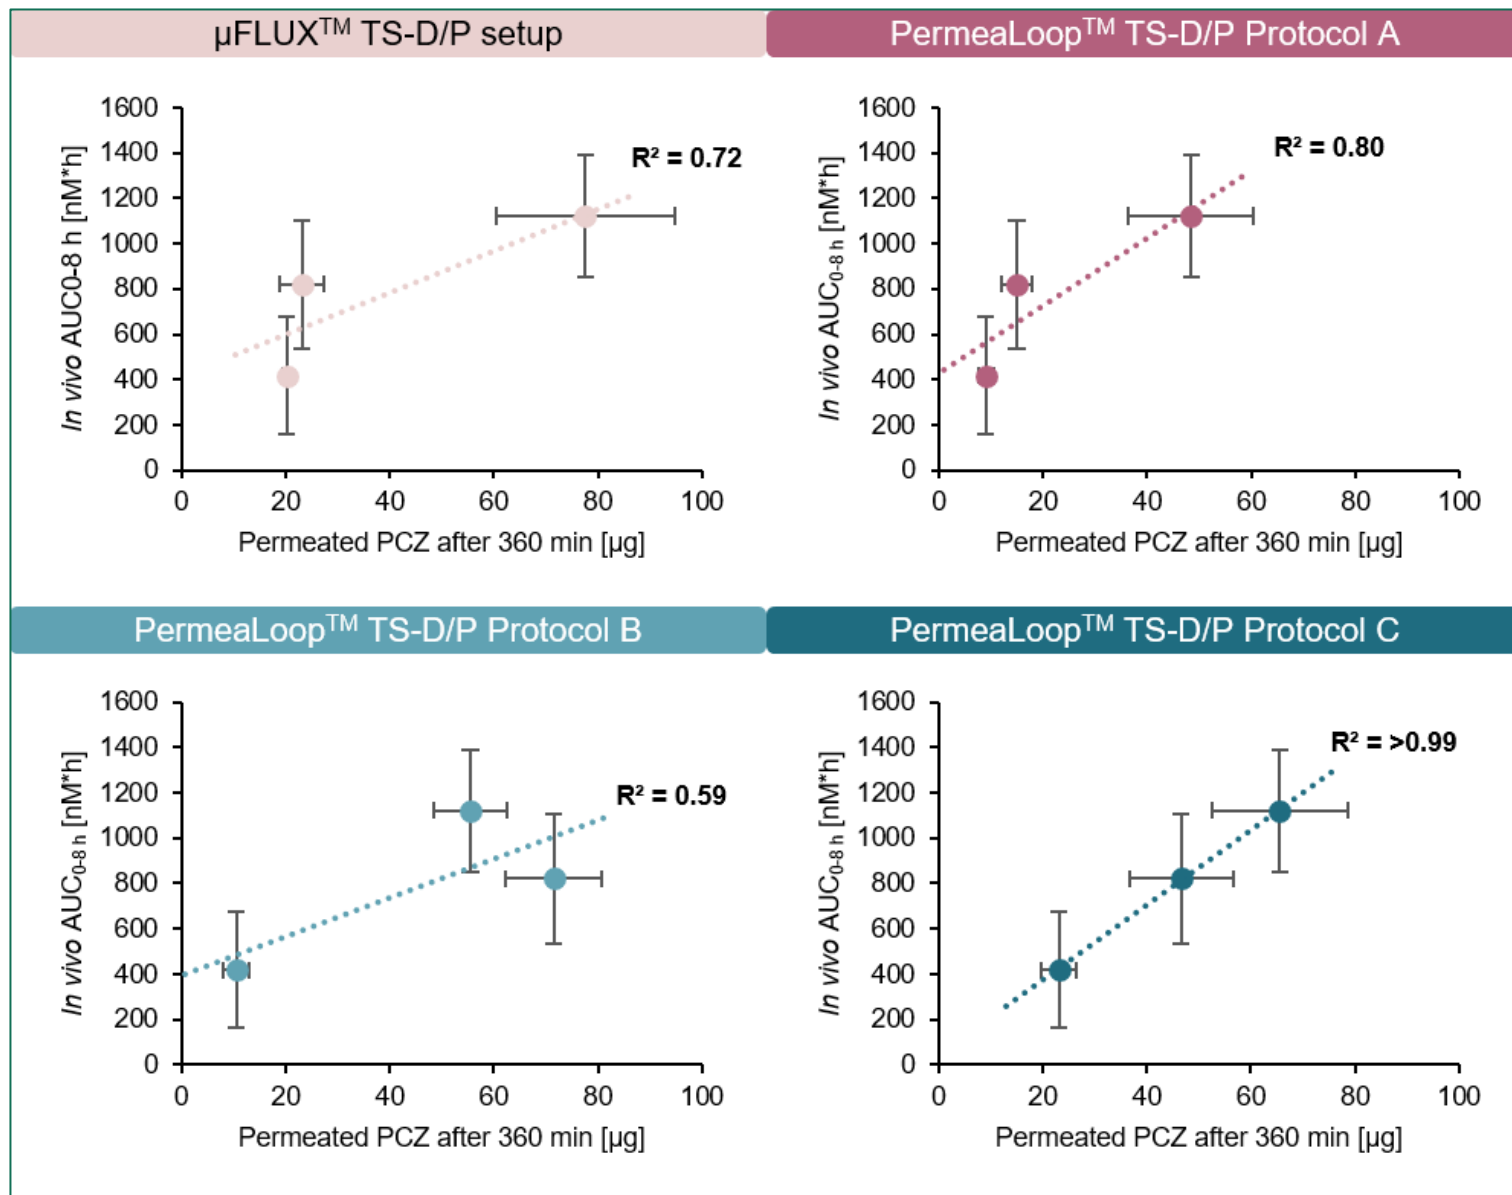 µFLUX™ TS-D/P setup
1600
1400
1200
1000
800
600
400
200
0
In vivo AUC0-8 h [nM*h]
R² = 0.72
0 20 40 60 80 100
Permeated PCZ after 360 min [µg]
PermeaLoop™ TS-D/P Protocol A
1600
1400
1200
1000
800
600
400
200
0
In vivo AUC0-8 h [nM*h]
R² = 0.80
0 20 40 60 80 100
Permeated PCZ after 360 min [µg]
PermeaLoop™ TS-D/P Protocol B
1600
1400
1200
1000
800
600
400
200
0
In vivo AUC0-8 h [nM*h]
R² = 0.59
0 20 40 60 80 100
Permeated PCZ after 360 min [µg]
PermeaLoop™ TS-D/P Protocol C
1600
1400
1200
1000
800
600
400
200
0
In vivo AUC0-8 h [nM*h]
R² = >0.99
0 20 40 60 80 100
Permeated PCZ after 360 min [µg]